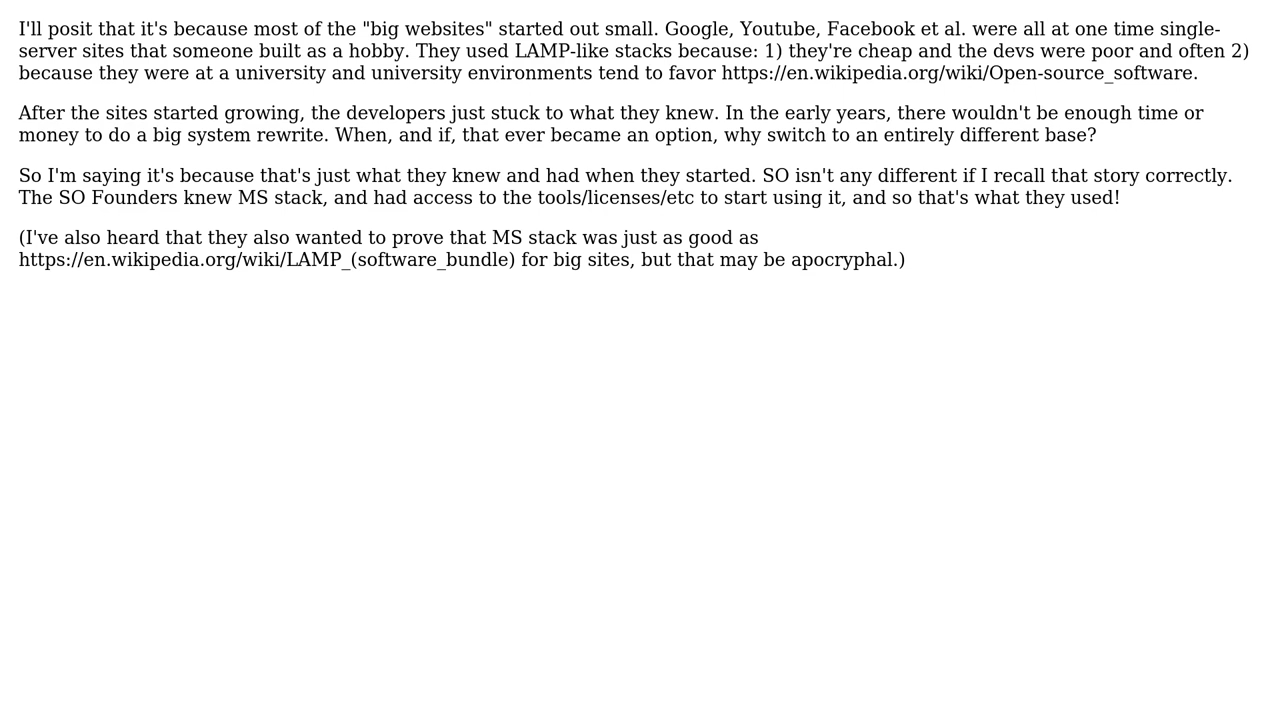 I'll posit that it's because most of the "big websites" started out small. Google, Youtube, Facebook et al. were all at one time single-
server sites that someone built as a hobby. They used LAMP-like stacks because: 1) they're cheap and the devs were poor and often 2)
because they were at a university and university environments tend to favor https://en.wikipedia.org/wiki/Open-source_software.
After the sites started growing, the developers just stuck to what they knew. In the early years, there wouldn't be enough time or
money to do a big system rewrite. When, and if, that ever became an option, why switch to an entirely different base?
So I'm saying it's because that's just what they knew and had when they started. SO isn't any different if I recall that story correctly.
The SO Founders knew MS stack, and had access to the tools/licenses/etc to start using it, and so that's what they used!
(I've also heard that they also wanted to prove that MS stack was just as good as
https://en.wikipedia.org/wiki/LAMP_(software_bundle) for big sites, but that may be apocryphal.)